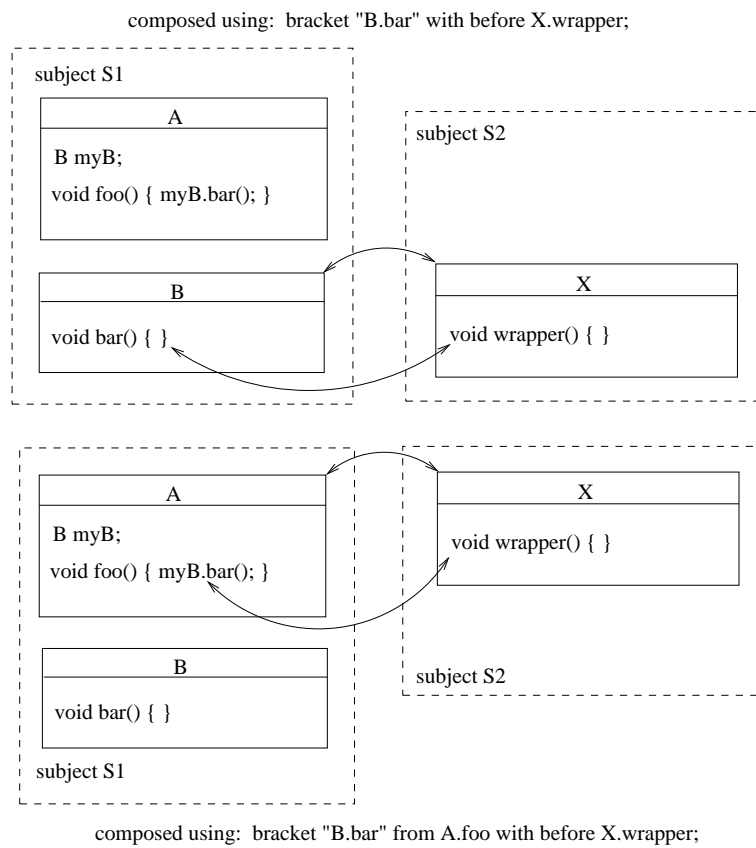 composed using: bracket "B.bar" with before X.wrapper;
subject S1
A
B myB;
void foo() { myB.bar(); }
B
void bar() { }
subject S2
X
void wrapper() { }
A
B myB;
void foo() { myB.bar(); }
B
void bar() { }
subject S1
X
void wrapper() { }
subject S2
composed using: bracket "B.bar" from A.foo with before X.wrapper;